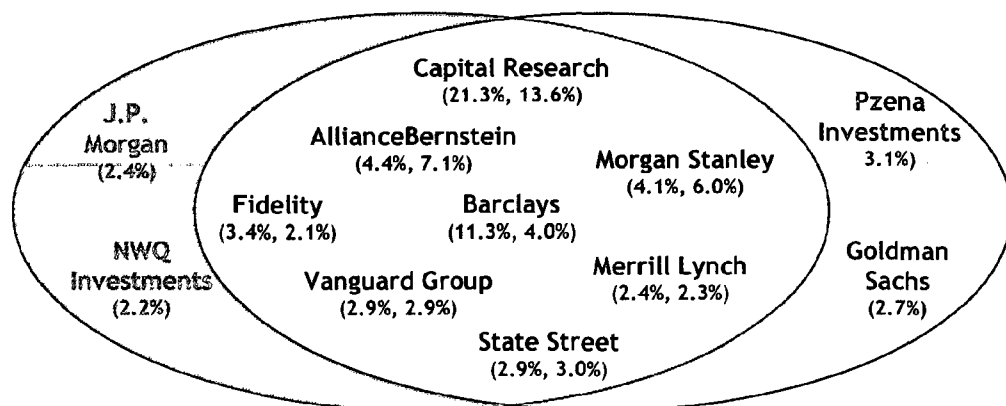 Capital Research
(21.3%, 13.6%)
J.P.
Morgan
(2.4%)
AllianceBernstein
(4.4%, 7.1%)
Morgan Stanley
(4.1%, 6.0%)
Pzena
Investments
3.1%)
Fidelity
(3.4%, 2.1%)
Barclays
(11.3%, 4.0%)
NWQ
Investments
(2.2%)
Vanguard Group
(2.9%, 2.9%)
Merrill Lynch
(2.4%, 2.3%)
Goldman
Sachs
(2.7%)
State Street
(2.9%, 3.0%)